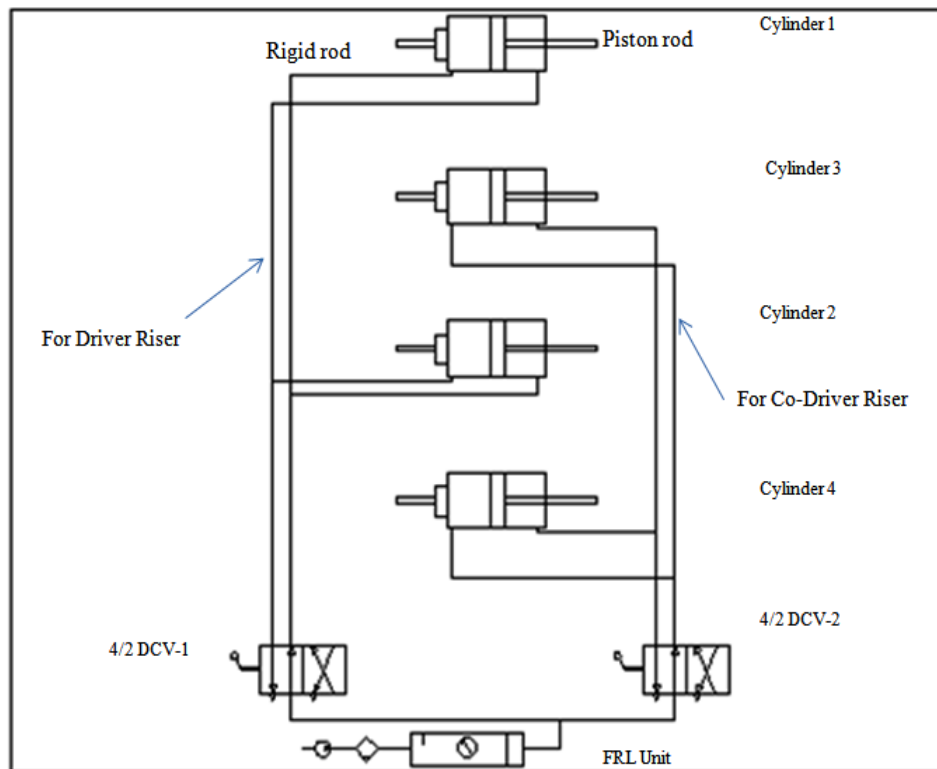 Cylinder 1
Rigid rod
Piston rod
Cylinder 3
Cylinder 2
For Driver Riser
For Co-Driver Riser
Cylinder 4
4/2 DCV-2
4/2 DCV-1
FRL Unit